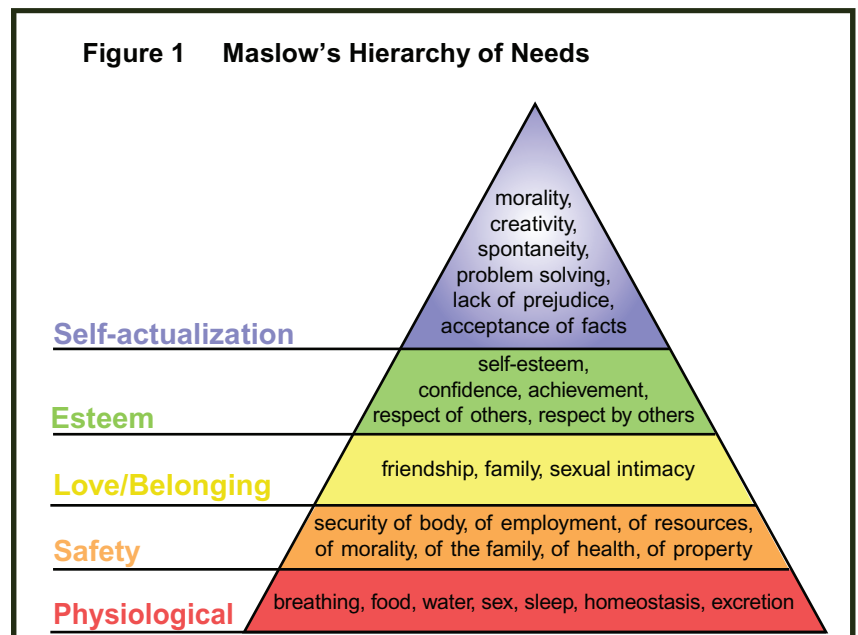 Figure 1 Maslow’s Hierarchy of Needs
morality,
creativity,
spontaneity,
problem solving,
lack of prejudice,
acceptance of facts
Self-actualization
self-esteem,
confidence, achievement,
respect of others, respect by others
Esteem
friendship, family, sexual intimacy
Love/Belonging
security of body, of employment, of resources,
of morality, of the family, of health, of property
Safety
breathing, food, water, sex, sleep, homeostasis, excretion
Physiological